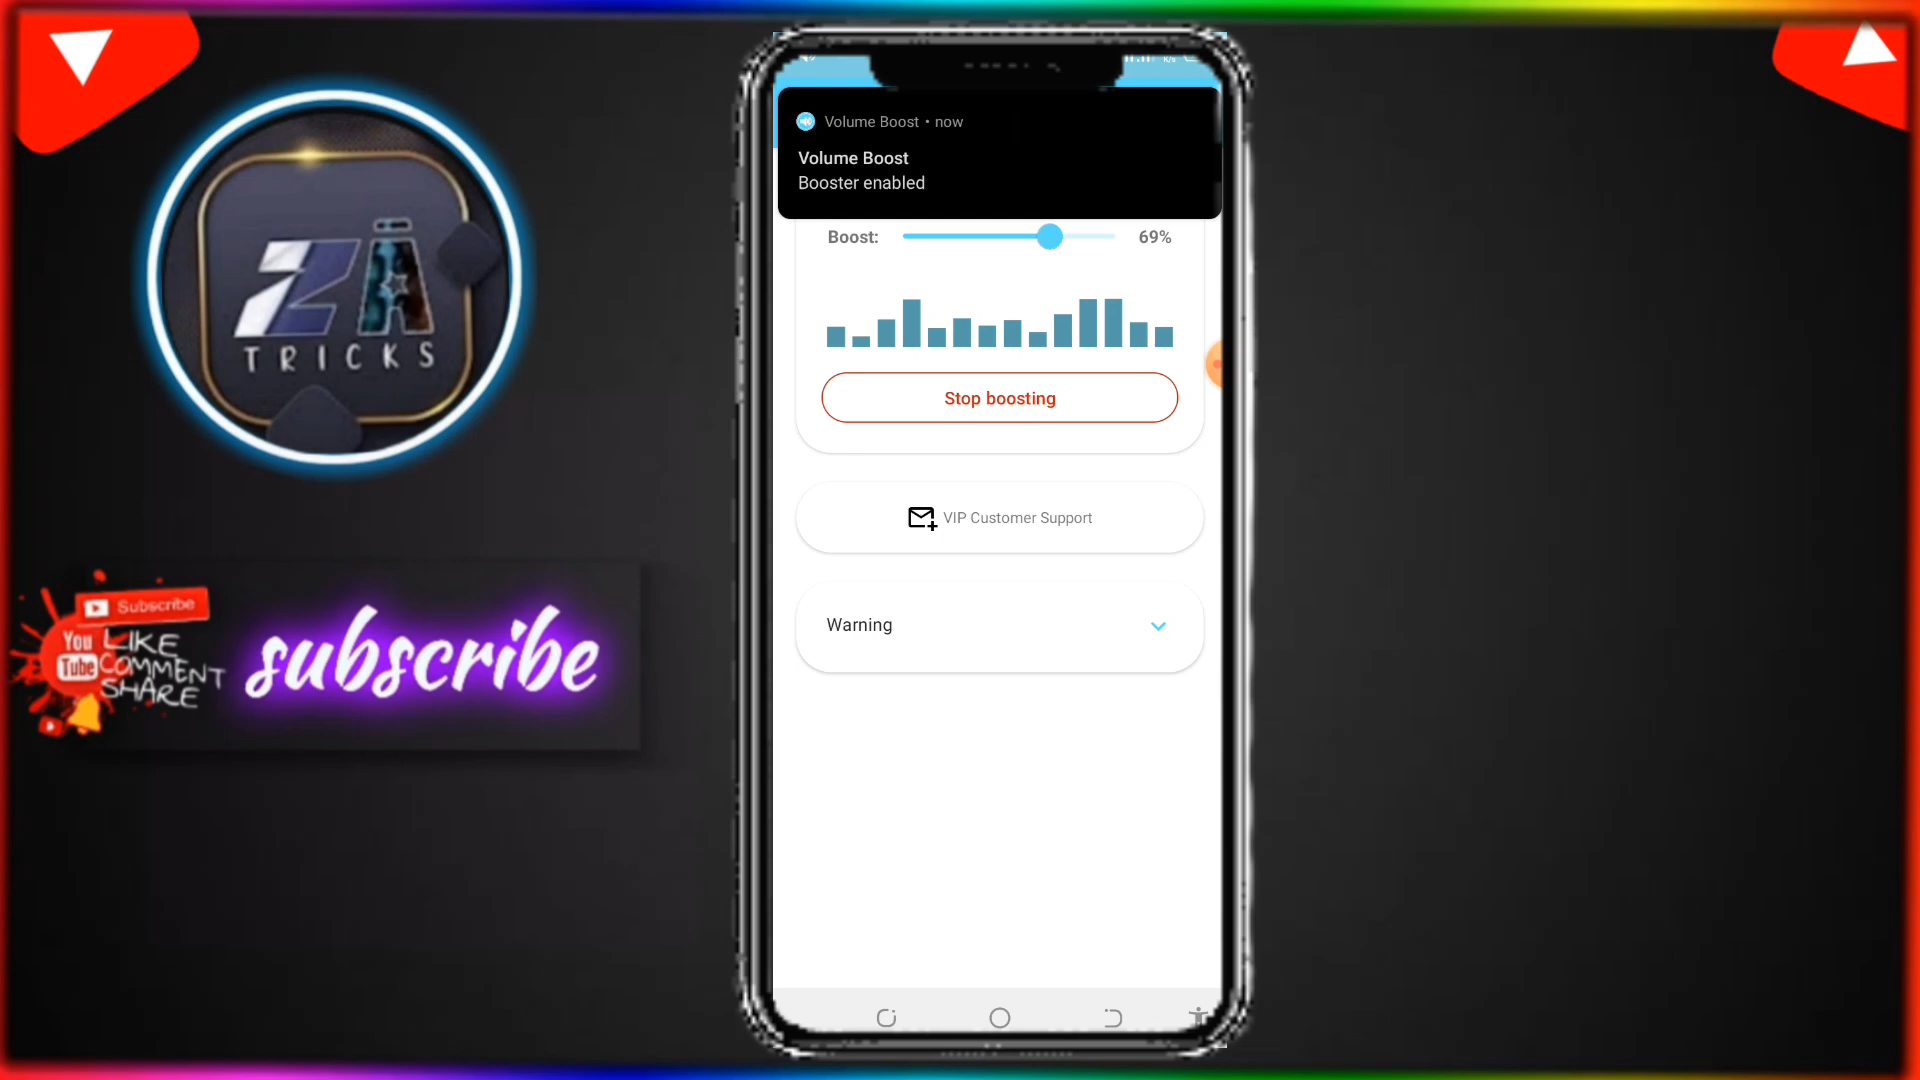 ZA
TRICKS
Subscribe
You
Tube
LIKE
COMMENT
SHARE
subscribe
Volume Boost • now
Volume Boost
Booster enabled
Boost:
69%
Stop boosting
VIP Customer Support
Warning